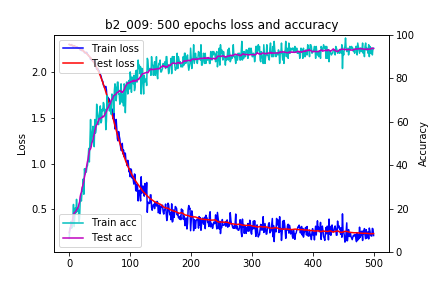 b2_009: 500 epochs loss and accuracy
Train loss
Test loss
Train acc
Test acc
Loss
2.0
1.5
1.0
0.5
Accuracy
100
80
60
40
20
0
0
100
200
300
400
500